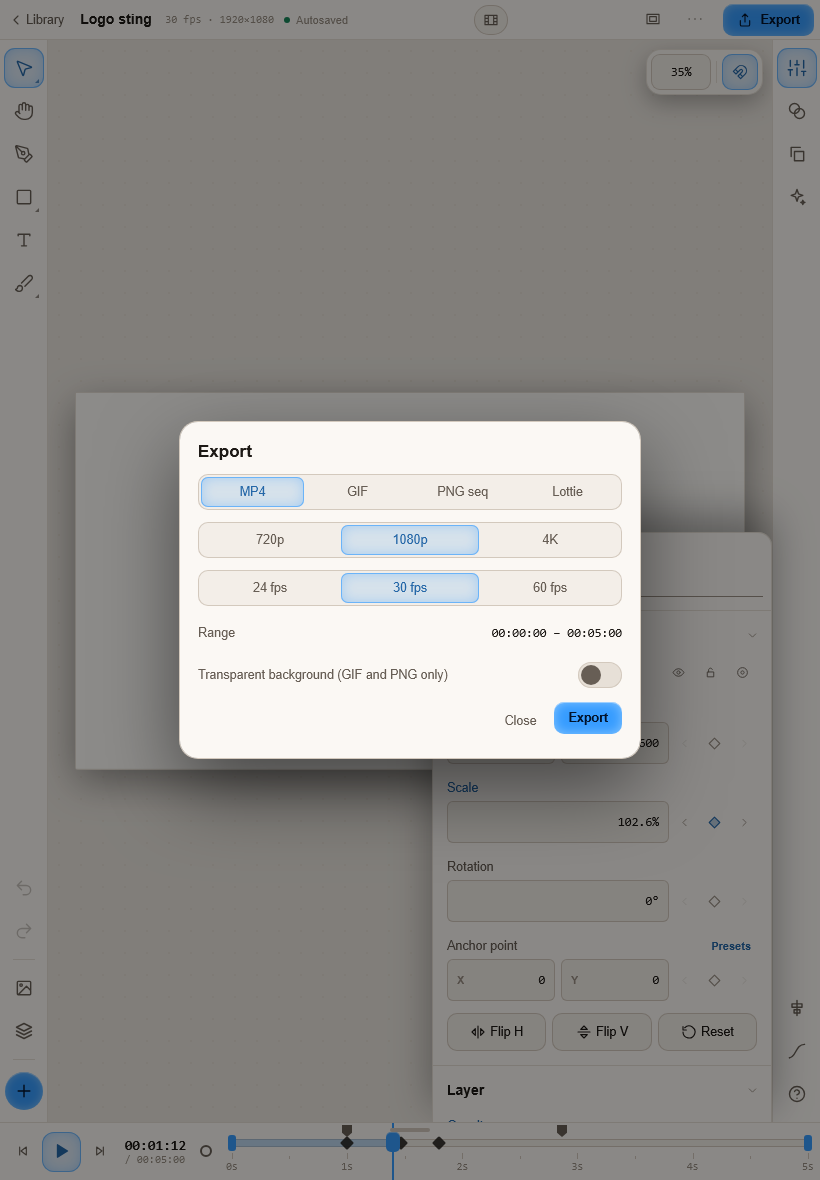 Library Logo sting 30 fps • 1920×1080 Autosaved Export
35%
Export
MP4 GIF PNG seq Lottie
720p 1080p 4K
24 fps 30 fps 60 fps
Range 00:00:00 – 00:05:00
Transparent background (GIF and PNG only)
Close Export
Scale
102.6%
Rotation
0°
Anchor point Presets
X 0 Y 0
Flip H Flip V Reset
Layer
00:01:12
/ 00:05:00
0s 1s 2s 3s 4s 5s